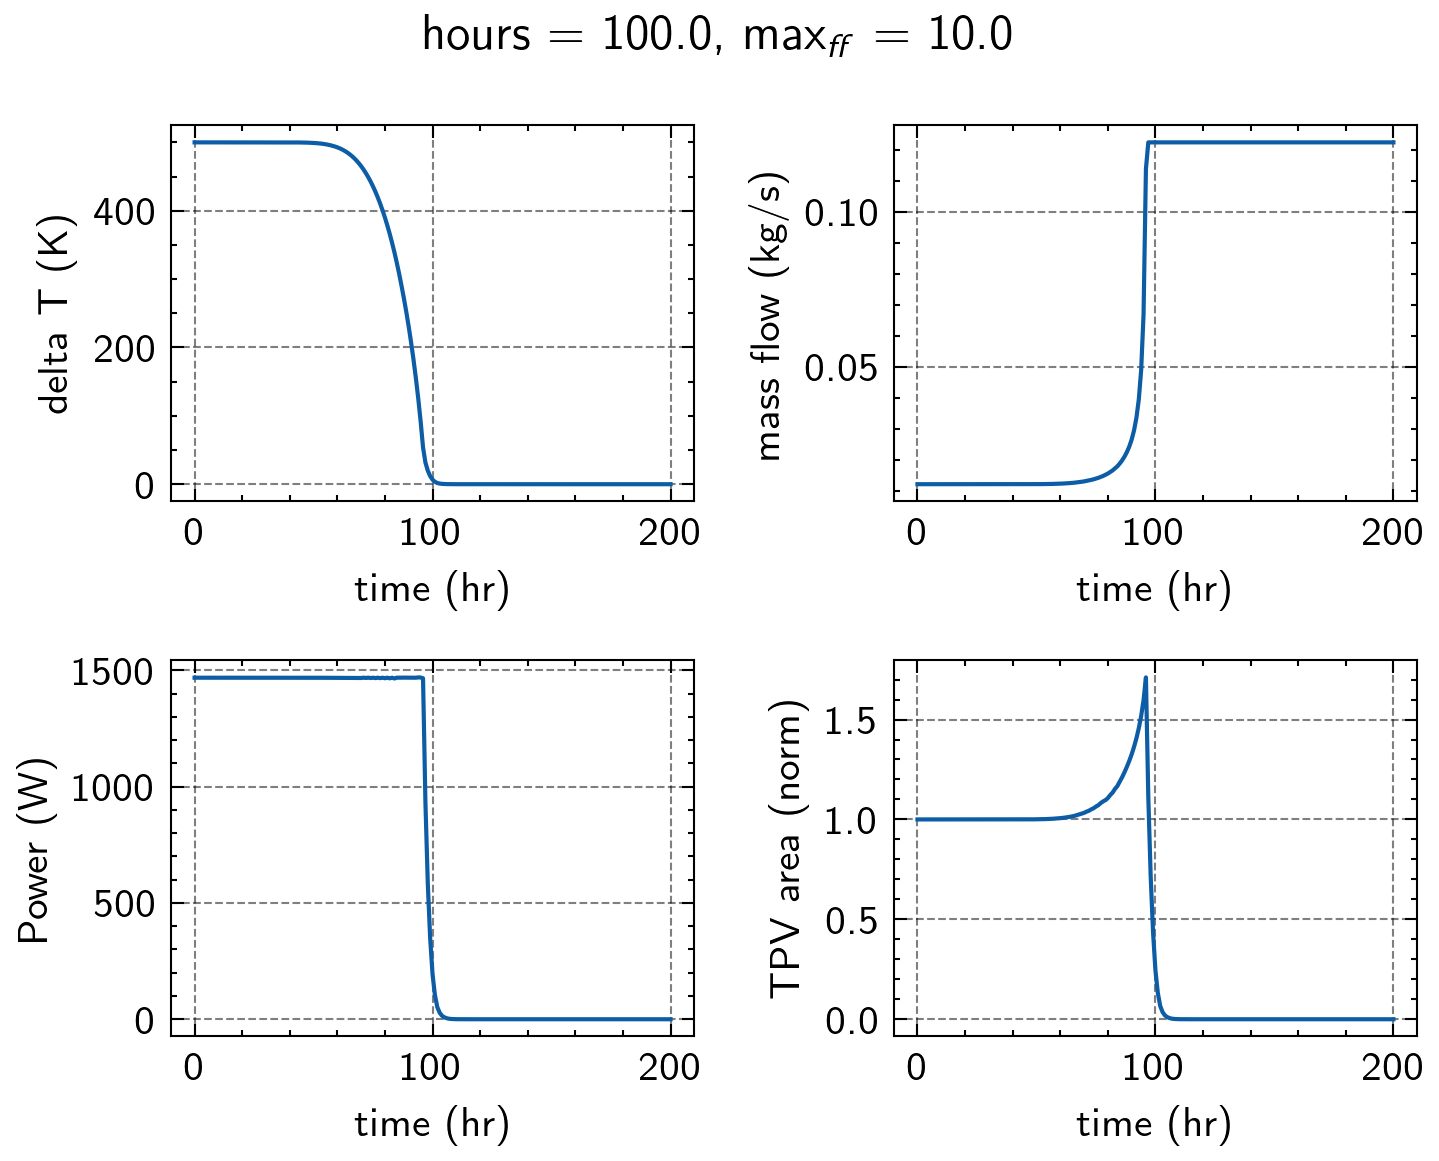 hours = 100.0, max_ff = 10.0
delta T (K)
400
200
0
0 100 200
time (hr)
mass flow (kg/s)
0.10
0.05
0 100 200
time (hr)
Power (W)
1500
1000
500
0
0 100 200
time (hr)
TPV area (norm)
1.5
1.0
0.5
0.0
0 100 200
time (hr)